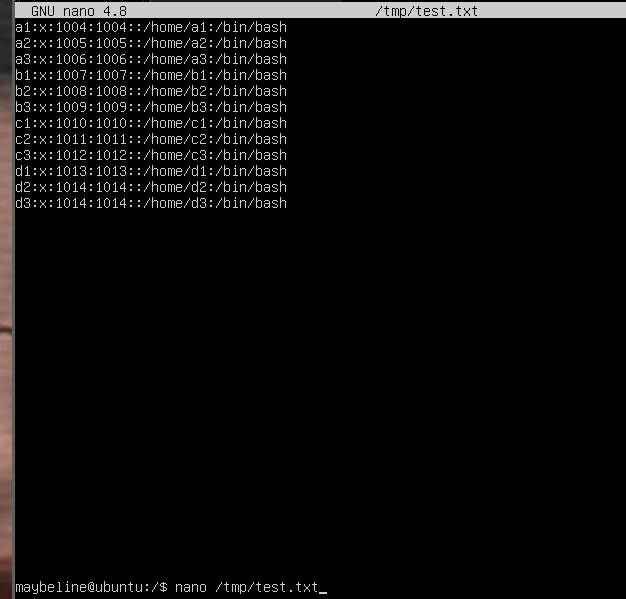 GNU nano 4.8 /tmp/test.txt
a1:x:1004:1004::/home/a1:/bin/bash
a2:x:1005:1005::/home/a2:/bin/bash
a3:x:1006:1006::/home/a3:/bin/bash
b1:x:1007:1007::/home/b1:/bin/bash
b2:x:1008:1008::/home/b2:/bin/bash
b3:x:1009:1009::/home/b3:/bin/bash
c1:x:1010:1010::/home/c1:/bin/bash
c2:x:1011:1011::/home/c2:/bin/bash
c3:x:1012:1012::/home/c3:/bin/bash
d1:x:1013:1013::/home/d1:/bin/bash
d2:x:1014:1014::/home/d2:/bin/bash
d3:x:1014:1014::/home/d3:/bin/bash
maybeline@ubuntu:/$ nano /tmp/test.txt_